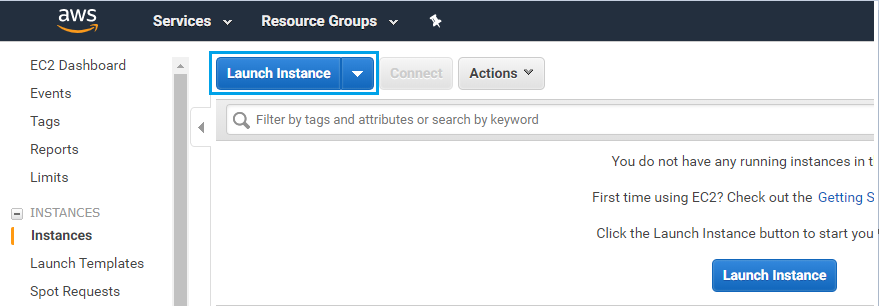 aws
Services
Resource Groups
EC2 Dashboard
Events
Tags
Reports
Limits
INSTANCES
Instances
Launch Templates
Spot Requests
Launch Instance
Connect
Actions
Filter by tags and attributes or search by keyword
You do not have any running instances in t
First time using EC2? Check out the Getting S
Click the Launch Instance button to start you
Launch Instance